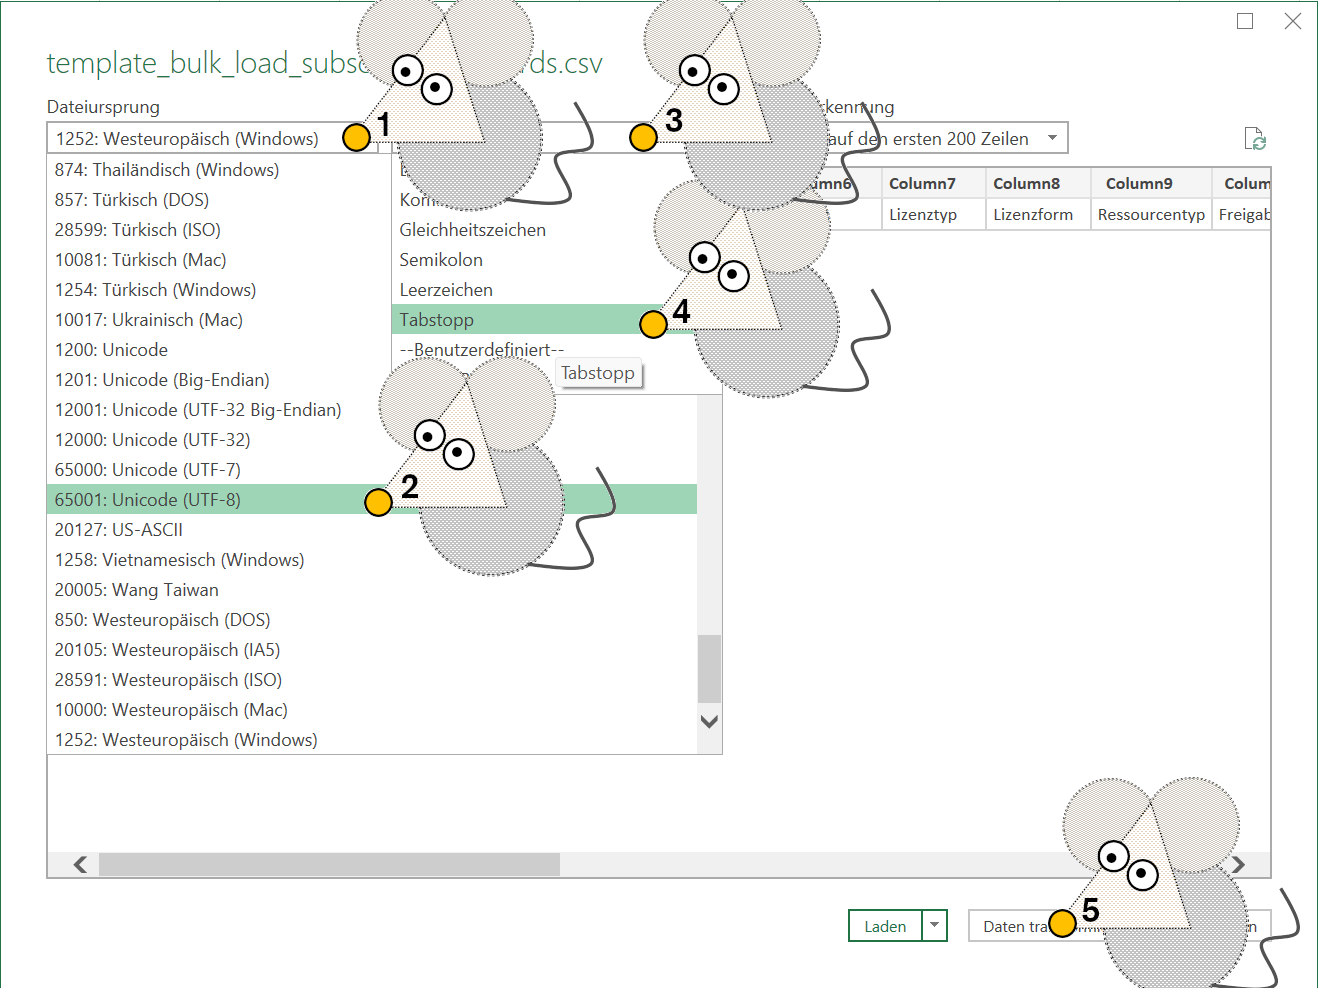 template_bulk_load_subsc rds.csv
Dateiursprung
kennung
1252: Westeuropäisch (Windows)
1
3
auf den ersten 200 Zeilen
874: Thailändisch (Windows)
857: Türkisch (DOS)
28599: Türkisch (ISO)
10081: Türkisch (Mac)
1254: Türkisch (Windows)
10017: Ukrainisch (Mac)
1200: Unicode
1201: Unicode (Big-Endian)
12001: Unicode (UTF-32 Big-Endian)
12000: Unicode (UTF-32)
65000: Unicode (UTF-7)
65001: Unicode (UTF-8)
20127: US-ASCII
1258: Vietnamesisch (Windows)
20005: Wang Taiwan
850: Westeuropäisch (DOS)
20105: Westeuropäisch (IA5)
28591: Westeuropäisch (ISO)
10000: Westeuropäisch (Mac)
1252: Westeuropäisch (Windows)
Gleichheitszeichen
Semikolon
Leerzeichen
Tabstopp
--Benutzerdefiniert--
Tabstopp
4
2
umn6 Column7 Column8 Column9 Colum
Lizenztyp Lizenzform Ressourcentyp Freigab
Laden
Daten tra
5